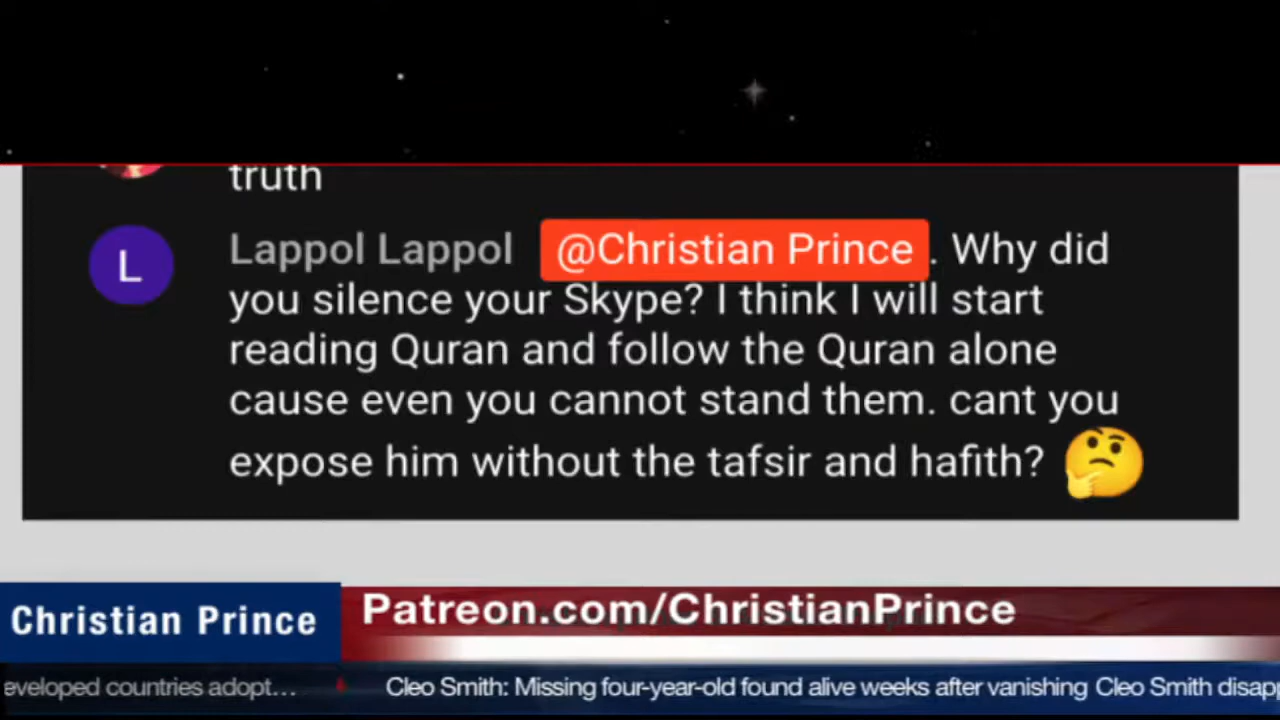 truth
L
Lappol Lappol @Christian Prince. Why did
you silence your Skype? I think I will start
reading Quran and follow the Quran alone
cause even you cannot stand them. cant you
expose him without the tafsir and hafith? 🤔
Christian Prince
Patreon.com/ChristianPrince
eveloped countries adopt...
Cleo Smith: Missing four-year-old found alive weeks after vanishing Cleo Smith disapp